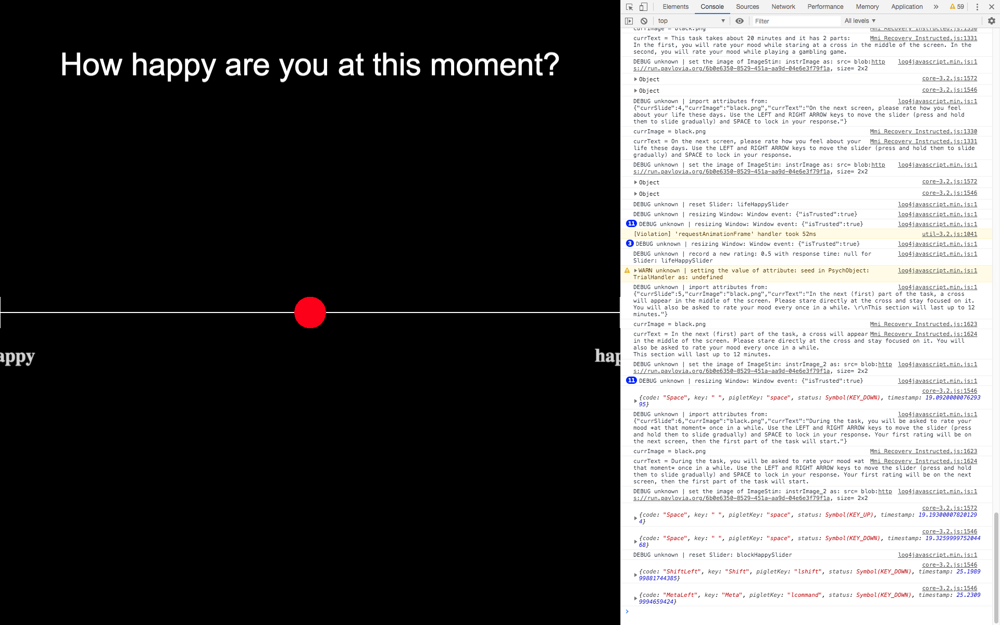 How happy are you at this moment?
appy
hap
Elements Console Sources Network Performance Memory Application » 59
top Filter All levels
currImage = black.png Mmi Recovery Instructed.js:1330
currText = This task takes about 20 minutes and it has 2 parts: Mmi Recovery Instructed.js:1331
In the first, you will rate your mood while staring at a cross in the middle of the screen. In the
second, you will rate your mood while playing a gambling game.
DEBUG unknown | set the image of ImageStim: instrImage as: src= blob:http log4javascript.min.js:1
s://run.pavlovia.org/6b0e6350-8529-451a-aa9d-04e6e3f79f1a, size= 2x2
Object core-3.2.js:1572
Object core-3.2.js:1546
DEBUG unknown | import attributes from: log4javascript.min.js:1
{"currSlide":4,"currImage":"black.png","currText":"On the next screen, please rate how you feel
about your life these days. Use the LEFT and RIGHT ARROW keys to move the slider (press and hold
them to slide gradually) and SPACE to lock in your response."}
currImage = black.png Mmi Recovery Instructed.js:1330
currText = On the next screen, please rate how you feel about your Mmi Recovery Instructed.js:1331
life these days. Use the LEFT and RIGHT ARROW keys to move the slider (press and hold them to slide
gradually) and SPACE to lock in your response.
DEBUG unknown | set the image of ImageStim: instrImage as: src= blob:http log4javascript.min.js:1
s://run.pavlovia.org/6b0e6350-8529-451a-aa9d-04e6e3f79f1a, size= 2x2
Object core-3.2.js:1572
Object core-3.2.js:1546
DEBUG unknown | reset Slider: lifeHappySlider log4javascript.min.js:1
DEBUG unknown | resizing Window: Window event: {"isTrusted":true} log4javascript.min.js:1
11 DEBUG unknown | resizing Window: Window event: {"isTrusted":true} log4javascript.min.js:1
[Violation] 'requestAnimationFrame' handler took 52ms util-3.2.js:1041
3 DEBUG unknown | resizing Window: Window event: {"isTrusted":true} log4javascript.min.js:1
DEBUG unknown | record a new rating: 0.5 with response time: null for log4javascript.min.js:1
Slider: lifeHappySlider
WARN unknown | setting the value of attribute: seed in PsychObject: log4javascript.min.js:1
TrialHandler as: undefined
DEBUG unknown | import attributes from: log4javascript.min.js:1
{"currSlide":5,"currImage":"black.png","currText":"In the next (first) part of the task, a cross
will appear in the middle of the screen. Please stare directly at the cross and stay focused on it.
You will also be asked to rate your mood every once in a while. \r\nThis section will last up to 12
minutes."}
currImage = black.png Mmi Recovery Instructed.js:1623
currText = In the next (first) part of the task, a cross will appear Mmi Recovery Instructed.js:1624
in the middle of the screen. Please stare directly at the cross and stay focused on it. You will
also be asked to rate your mood every once in a while.
This section will last up to 12 minutes.
DEBUG unknown | set the image of ImageStim: instrImage_2 as: src= blob:http log4javascript.min.js:1
s://run.pavlovia.org/6b0e6350-8529-451a-aa9d-04e6e3f79f1a, size= 2x2
11 DEBUG unknown | resizing Window: Window event: {"isTrusted":true} log4javascript.min.js:1
core-3.2.js:1546
{code: "Space", key: " ", pigletKey: "space", status: Symbol(KEY_DOWN), timestamp: 19.0920000076293
95}
DEBUG unknown | import attributes from: log4javascript.min.js:1
{"currSlide":6,"currImage":"black.png","currText":"During the task, you will be asked to rate your
mood *at that moment* once in a while. Use the LEFT and RIGHT ARROW keys to move the slider (press
and hold them to slide gradually) and SPACE to lock in your response. Your first rating will be on
the next screen, then the first part of the task will start."}
currImage = black.png Mmi Recovery Instructed.js:1623
currText = During the task, you will be asked to rate your mood *at Mmi Recovery Instructed.js:1624
that moment* once in a while. Use the LEFT and RIGHT ARROW keys to move the slider (press and hold
them to slide gradually) and SPACE to lock in your response. Your first rating will be on the next
screen, then the first part of the task will start.
DEBUG unknown | set the image of ImageStim: instrImage_2 as: src= blob:http log4javascript.min.js:1
s://run.pavlovia.org/6b0e6350-8529-451a-aa9d-04e6e3f79f1a, size= 2x2
core-3.2.js:1572
{code: "Space", key: " ", pigletKey: "space", status: Symbol(KEY_UP), timestamp: 19.19300007820129
4}
core-3.2.js:1546
{code: "Space", key: " ", pigletKey: "space", status: Symbol(KEY_DOWN), timestamp: 19.3259999752044
68}
DEBUG unknown | reset Slider: blockHappySlider log4javascript.min.js:1
core-3.2.js:1546
{code: "ShiftLeft", key: "Shift", pigletKey: "lshift", status: Symbol(KEY_DOWN), timestamp: 25.1989
99881744385}
core-3.2.js:1546
{code: "MetaLeft", key: "Meta", pigletKey: "lcommand", status: Symbol(KEY_DOWN), timestamp: 25.2309
9994659424}